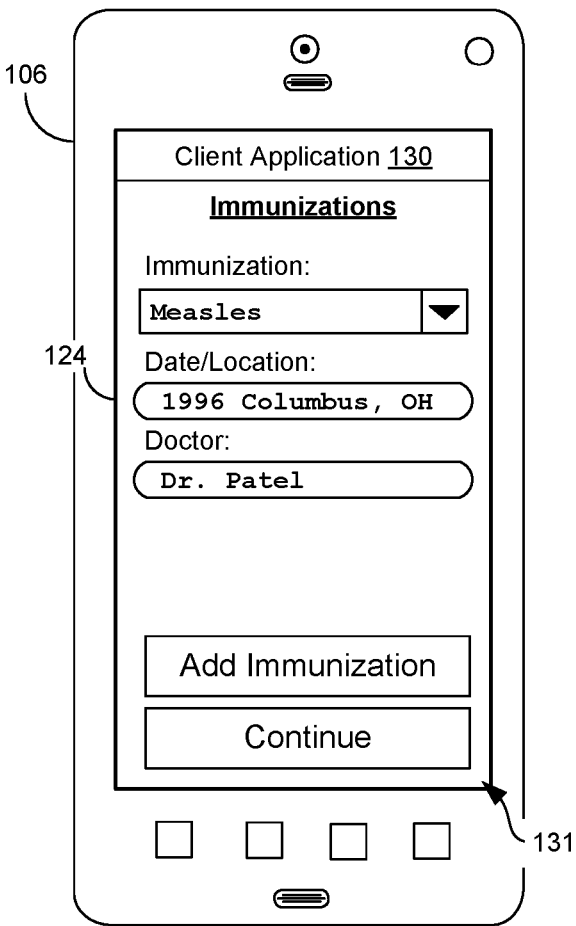 106
Client Application 130
Immunizations
Immunization:
Measles
124
Date/Location:
1996 Columbus, OH
Doctor:
Dr. Patel
Add Immunization
Continue
131